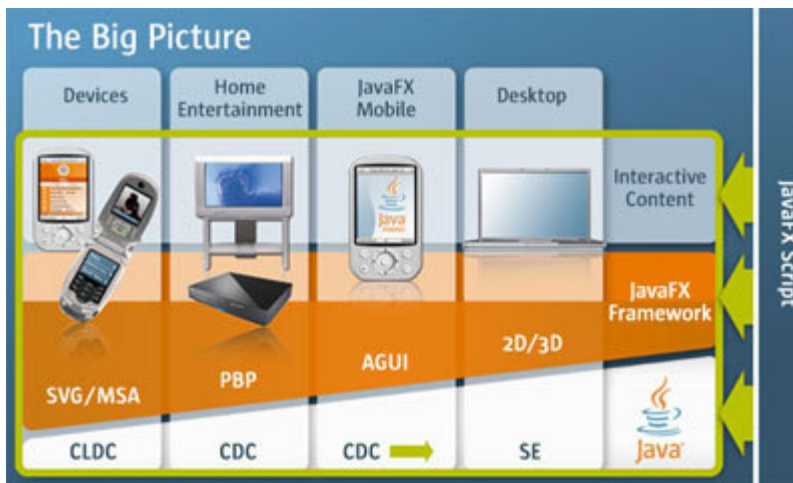 The Big Picture
Devices
Home
Entertainment
JavaFX
Mobile
Desktop
Interactive
Content
JavaFX
Framework
SVG/MSA
PBP
AGUI
2D/3D
CLDC
CDC
CDC
SE
Java
Java
JavaFX Script